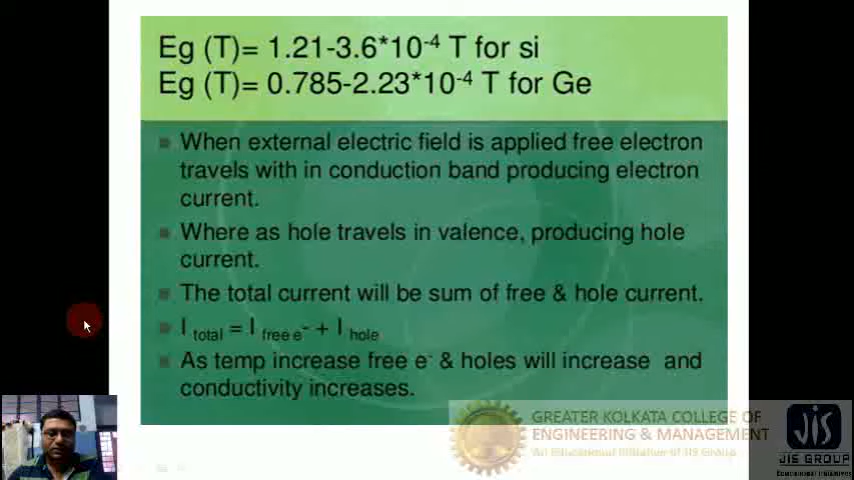 Eg (T)= 1.21-3.6*10⁻⁴ T for si
Eg (T)= 0.785-2.23*10⁻⁴ T for Ge
When external electric field is applied free electron
travels with in conduction band producing electron
current.
Where as hole travels in valence, producing hole
current.
The total current will be sum of free & hole current.
I total = I free e⁻ + I hole
As temp increase free e⁻ & holes will increase and
conductivity increases.
GREATER KOLKATA COLLEGE OF
ENGINEERING & MANAGEMENT
An Educational Initiative of JIS Group
JIS
JIS GROUP
Educational Initiatives